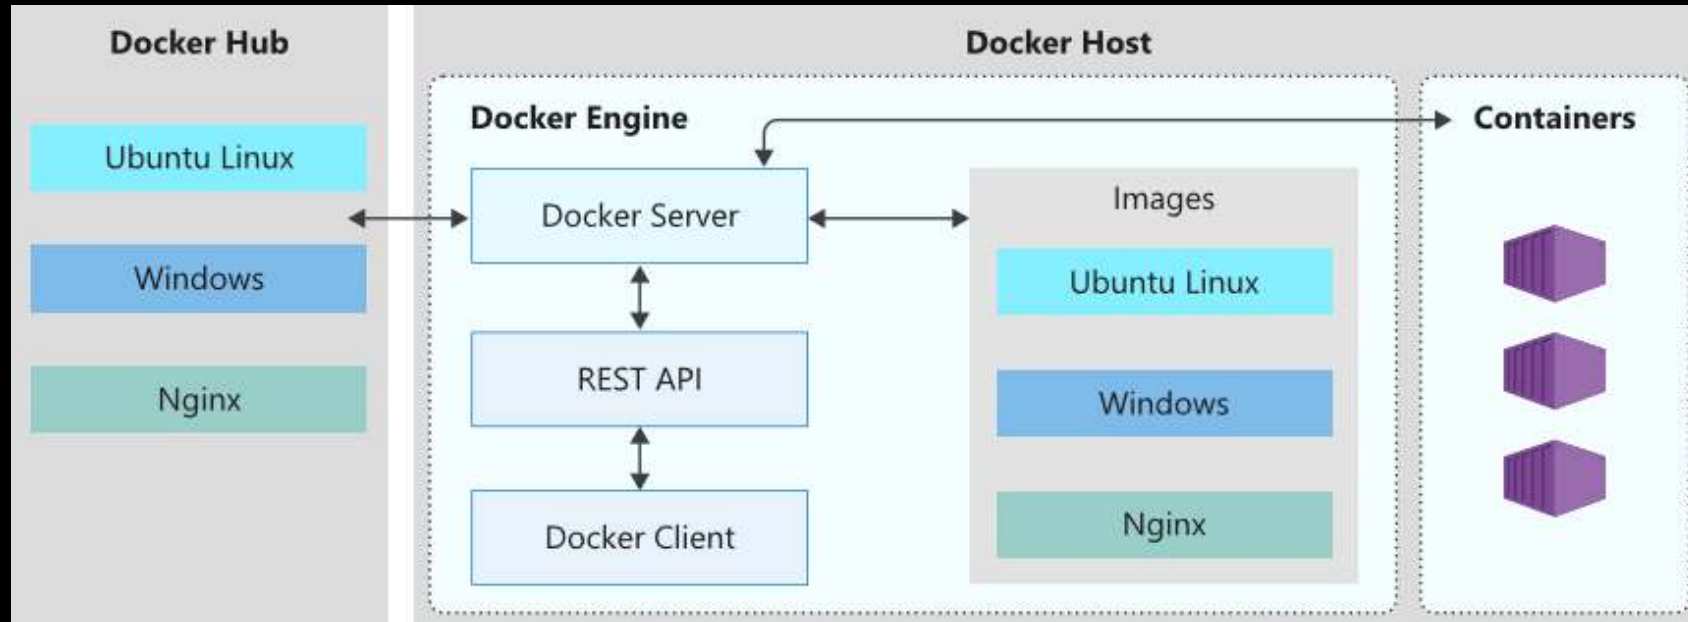 Docker Hub
Ubuntu Linux
Windows
Nginx
Docker Host
Docker Engine
Docker Server
REST API
Docker Client
Images
Ubuntu Linux
Windows
Nginx
Containers